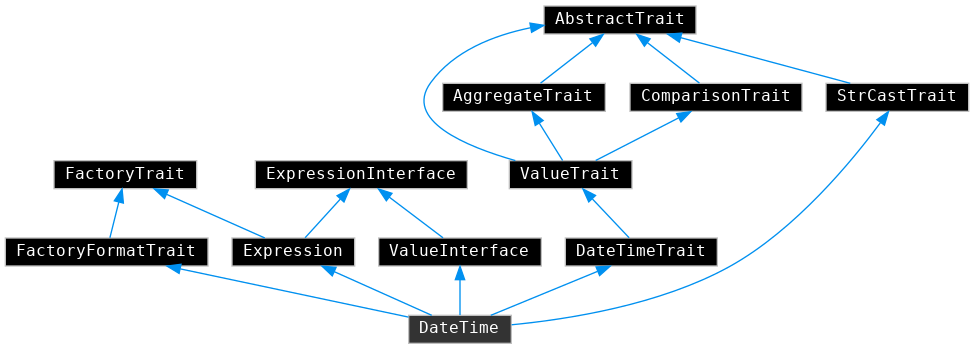 AbstractTrait
AggregateTrait
ComparisonTrait
StrCastTrait
FactoryTrait
ExpressionInterface
ValueTrait
FactoryFormatTrait
Expression
ValueInterface
DateTimeTrait
DateTime